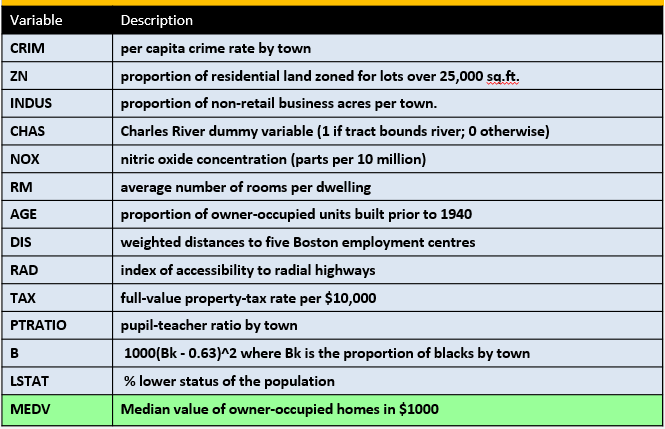 Variable Description
CRIM per capita crime rate by town
ZN proportion of residential land zoned for lots over 25,000 sq.ft.
INDUS proportion of non-retail business acres per town.
CHAS Charles River dummy variable (1 if tract bounds river; 0 otherwise)
NOX nitric oxide concentration (parts per 10 million)
RM average number of rooms per dwelling
AGE proportion of owner-occupied units built prior to 1940
DIS weighted distances to five Boston employment centres
RAD index of accessibility to radial highways
TAX full-value property-tax rate per $10,000
PTRATIO pupil-teacher ratio by town
B 1000(Bk - 0.63)^2 where Bk is the proportion of blacks by town
LSTAT % lower status of the population
MEDV Median value of owner-occupied homes in $1000